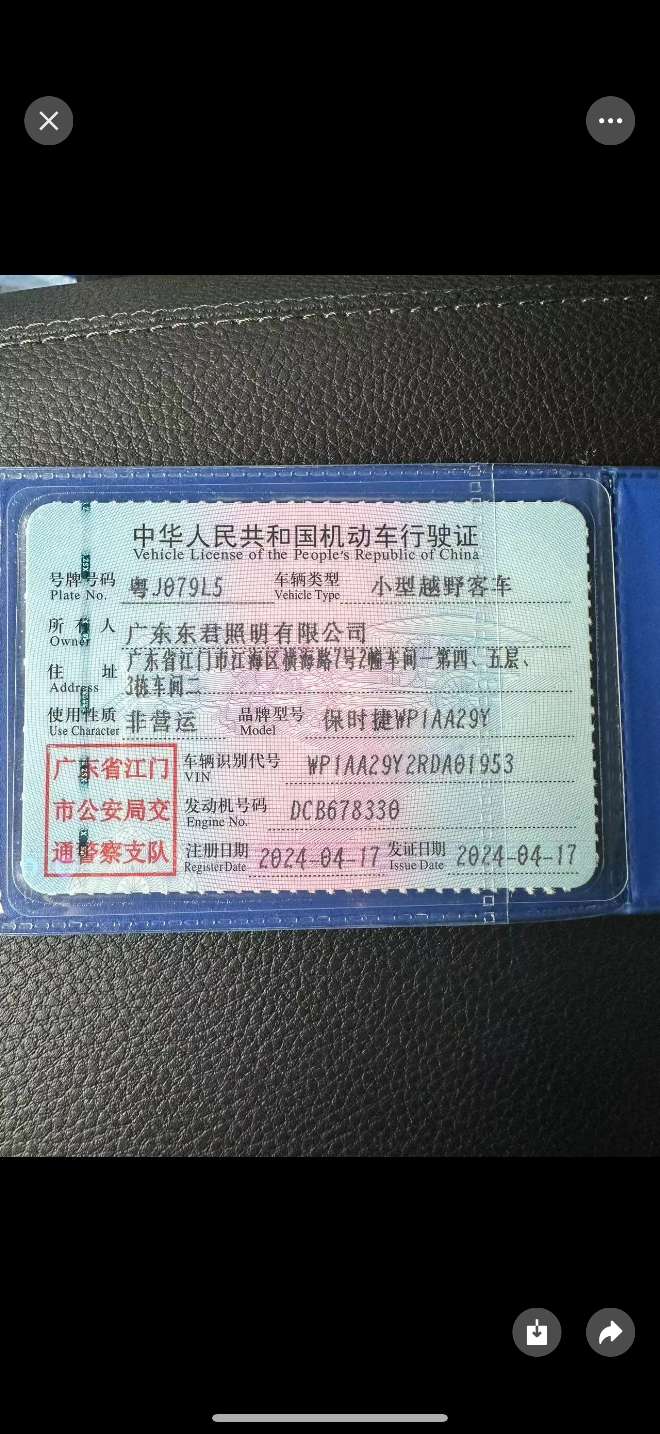 中华人民共和国机动车行驶证
Vehicle License of the People's Republic of China
号牌号码 粤J079L5 车辆类型 小型越野客车
Plate No. Vehicle Type
所有人 广东东君照明有限公司
Owner
住址 广东省江门市江海区横海路7号2幢车间一第四、五层、
Address 3栋车间二
使用性质 非营运 品牌型号 保时捷WP1AA29Y
Use Character Model
广东省江门 车辆识别代号 WP1AA29Y2RDA01953
VIN
市公安局交 发动机号码 DCB678330
Engine No.
通警察支队 注册日期 2024-04-17 发证日期 2024-04-17
Register Date Issue Date